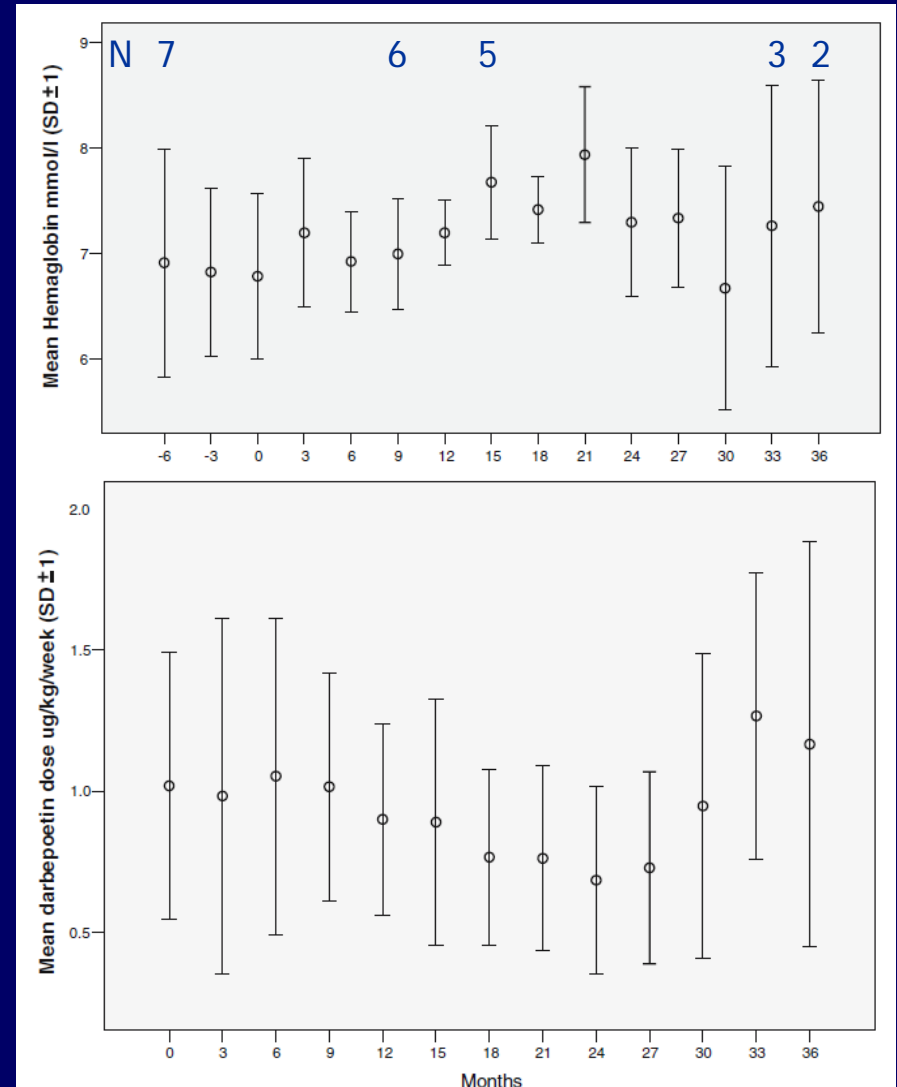 Mean Hemaglobin mmol/l (SD±1)
N 7 6 5 3 2
9
8
7
6
-6 -3 0 3 6 9 12 15 18 21 24 27 30 33 36
Mean darbepoetin dose ug/kg/week (SD±1)
2.0
1.5
1.0
0.5
0 3 6 9 12 15 18 21 24 27 30 33 36
Months